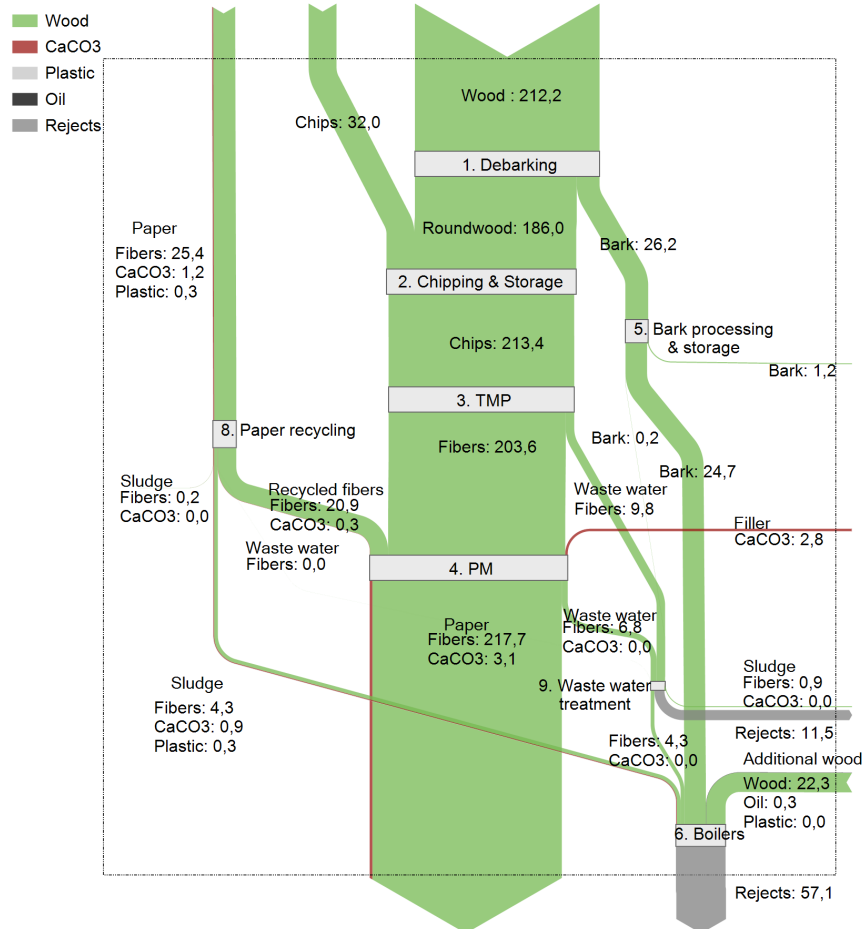 Wood
CaCO3
Plastic
Oil
Rejects
Wood : 212,2
Chips: 32,0
1. Debarking
Paper
Fibers: 25,4
CaCO3: 1,2
Plastic: 0,3
Roundwood: 186,0
Bark: 26,2
2. Chipping & Storage
5. Bark processing
& storage
Chips: 213,4
Bark: 1,2
3. TMP
8. Paper recycling
Fibers: 203,6
Bark: 0,2
Bark: 24,7
Sludge
Fibers: 0,2
CaCO3: 0,0
Recycled fibers
Fibers: 20,9
CaCO3: 0,3
Waste water
Fibers: 9,8
Waste water
Fibers: 0,0
Filler
CaCO3: 2,8
4. PM
Paper
Fibers: 217,7
CaCO3: 3,1
Waste water
Fibers: 6,8
CaCO3: 0,0
Sludge
Fibers: 4,3
CaCO3: 0,9
Plastic: 0,3
9. Waste water
treatment
Sludge
Fibers: 0,9
CaCO3: 0,0
Rejects: 11,5
Fibers: 4,3
CaCO3: 0,0
Additional wood
Wood: 22,3
Oil: 0,3
Plastic: 0,0
6. Boilers
Rejects: 57,1